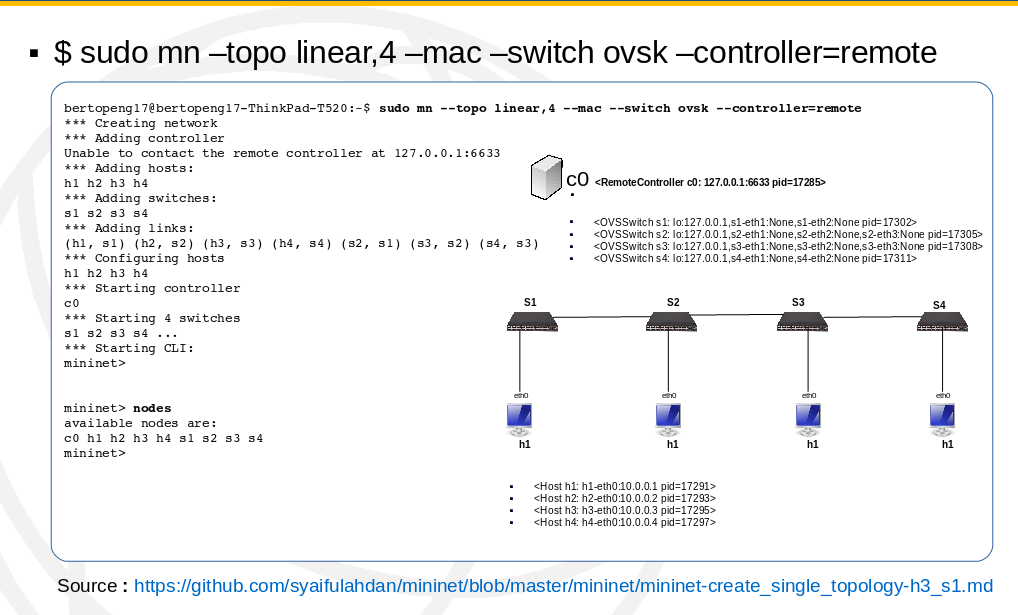 $ sudo mn –topo linear,4 –mac –switch ovsk –controller=remote
bertopeng17@bertopeng17-ThinkPad-T520:~$ sudo mn --topo linear,4 --mac --switch ovsk --controller=remote
*** Creating network
*** Adding controller
Unable to contact the remote controller at 127.0.0.1:6633
*** Adding hosts:
h1 h2 h3 h4
*** Adding switches:
s1 s2 s3 s4
*** Adding links:
(h1, s1) (h2, s2) (h3, s3) (h4, s4) (s2, s1) (s3, s2) (s4, s3)
*** Configuring hosts
h1 h2 h3 h4
*** Starting controller
c0
*** Starting 4 switches
s1 s2 s3 s4 ...
*** Starting CLI:
mininet>
mininet> nodes
available nodes are:
c0 h1 h2 h3 h4 s1 s2 s3 s4
mininet>
c0 <RemoteController c0: 127.0.0.1:6633 pid=17285>
<OVSSwitch s1: lo:127.0.0.1,s1-eth1:None,s1-eth2:None pid=17302>
<OVSSwitch s2: lo:127.0.0.1,s2-eth1:None,s2-eth2:None,s2-eth3:None pid=17305>
<OVSSwitch s3: lo:127.0.0.1,s3-eth1:None,s3-eth2:None,s3-eth3:None pid=17308>
<OVSSwitch s4: lo:127.0.0.1,s4-eth1:None,s4-eth2:None pid=17311>
S1 S2 S3 S4
eth0 eth0 eth0 eth0
h1 h1 h1 h1
<Host h1: h1-eth0:10.0.0.1 pid=17291>
<Host h2: h2-eth0:10.0.0.2 pid=17293>
<Host h3: h3-eth0:10.0.0.3 pid=17295>
<Host h4: h4-eth0:10.0.0.4 pid=17297>
Source : https://github.com/syaifulahdan/mininet/blob/master/mininet/mininet-create_single_topology-h3_s1.md